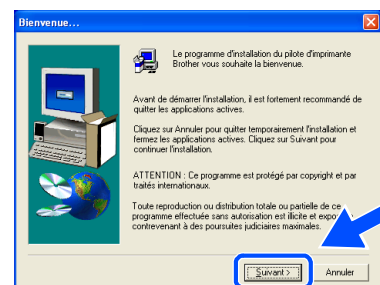 Bienvenue...
Le programme d'installation du pilote d'imprimante
Brother vous souhaite la bienvenue.
Avant de démarrer l'installation, il est fortement recommandé de
quitter les applications actives.
Cliquez sur Annuler pour quitter temporairement l'installation et
fermez les applications actives. Cliquez sur Suivant pour
continuer l'installation.
ATTENTION : Ce programme est protégé par copyright et par
traités internationaux.
Toute reproduction ou distribution totale ou partielle de ce
programme effectuée sans autorisation est illicite et expose
contrevenant à des poursuites judiciaires maximales.
Suivant >
Annuler